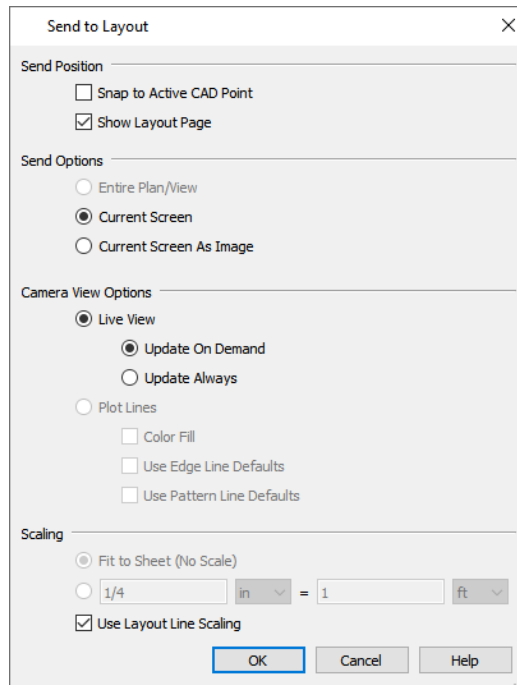 Send to Layout
Send Position
Snap to Active CAD Point
Show Layout Page
Send Options
Entire Plan/View
Current Screen
Current Screen As Image
Camera View Options
Live View
Update On Demand
Update Always
Plot Lines
Color Fill
Use Edge Line Defaults
Use Pattern Line Defaults
Scaling
Fit to Sheet (No Scale)
1/4 in = 1 ft
Use Layout Line Scaling
OK Cancel Help